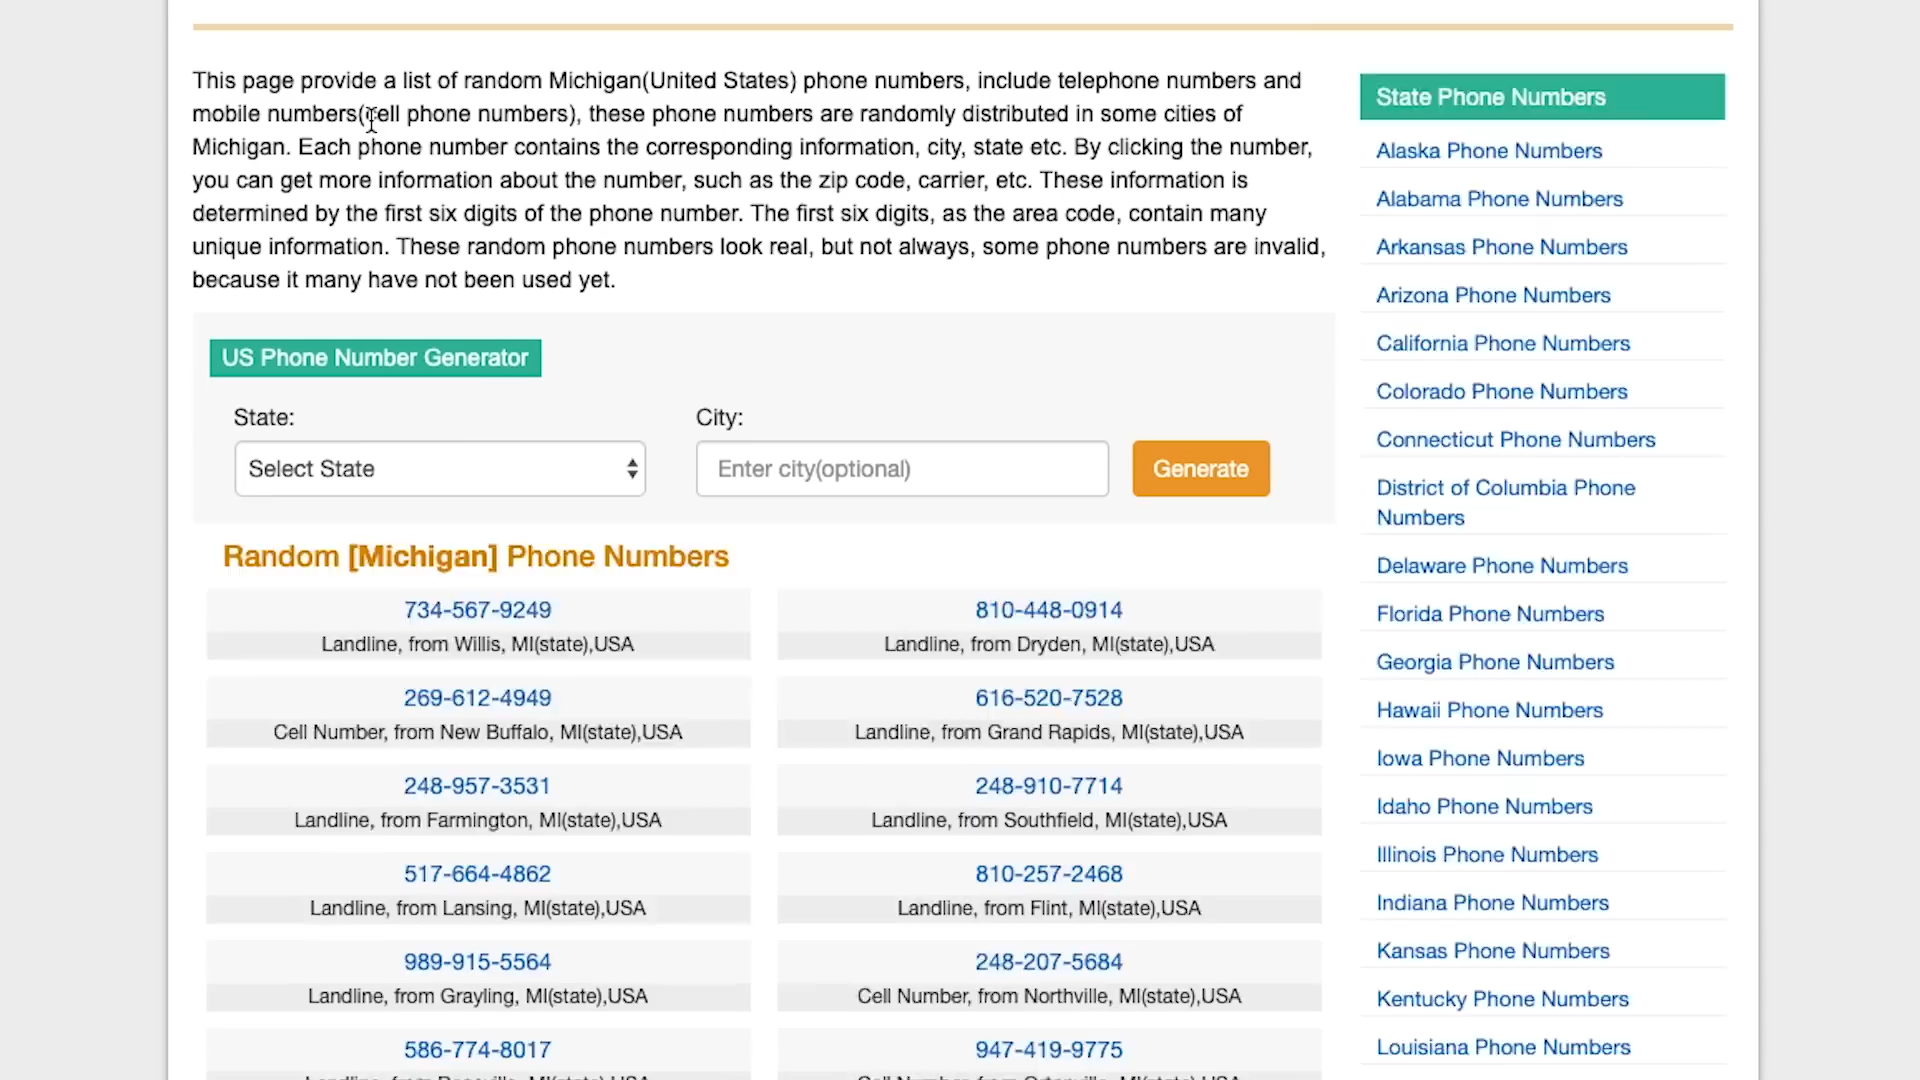 This page provide a list of random Michigan(United States) phone numbers, include telephone numbers and
mobile numbers(cell phone numbers), these phone numbers are randomly distributed in some cities of
Michigan. Each phone number contains the corresponding information, city, state etc. By clicking the number,
you can get more information about the number, such as the zip code, carrier, etc. These information is
determined by the first six digits of the phone number. The first six digits, as the area code, contain many
unique information. These random phone numbers look real, but not always, some phone numbers are invalid,
because it many have not been used yet.
US Phone Number Generator
State:
City:
Select State
Enter city(optional)
Generate
Random [Michigan] Phone Numbers
734-567-9249
Landline, from Willis, MI(state),USA
810-448-0914
Landline, from Dryden, MI(state),USA
269-612-4949
Cell Number, from New Buffalo, MI(state),USA
616-520-7528
Landline, from Grand Rapids, MI(state),USA
248-957-3531
Landline, from Farmington, MI(state),USA
248-910-7714
Landline, from Southfield, MI(state),USA
517-664-4862
Landline, from Lansing, MI(state),USA
810-257-2468
Landline, from Flint, MI(state),USA
989-915-5564
Landline, from Grayling, MI(state),USA
248-207-5684
Cell Number, from Northville, MI(state),USA
586-774-8017
947-419-9775
State Phone Numbers
Alaska Phone Numbers
Alabama Phone Numbers
Arkansas Phone Numbers
Arizona Phone Numbers
California Phone Numbers
Colorado Phone Numbers
Connecticut Phone Numbers
District of Columbia Phone
Numbers
Delaware Phone Numbers
Florida Phone Numbers
Georgia Phone Numbers
Hawaii Phone Numbers
Iowa Phone Numbers
Idaho Phone Numbers
Illinois Phone Numbers
Indiana Phone Numbers
Kansas Phone Numbers
Kentucky Phone Numbers
Louisiana Phone Numbers